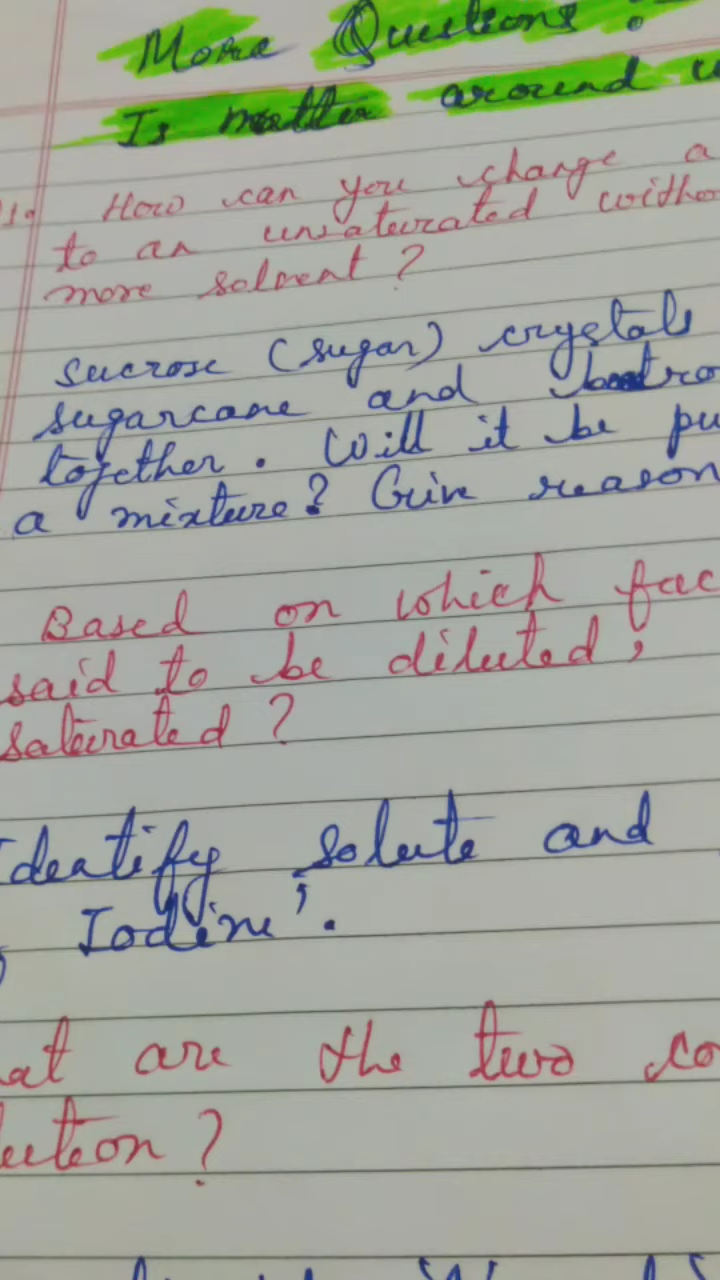 More Questions :
Is matter around
1. How can you change a
to an unsaturated witho
more solvent ?
sucrose (sugar) crystals
sugarcane and
together. Will it be pu
a mixture? Give reason
Based on which fac
said to be diluted,
saturated ?
Identify solute and
Iodine'.
at are the two co
lution ?